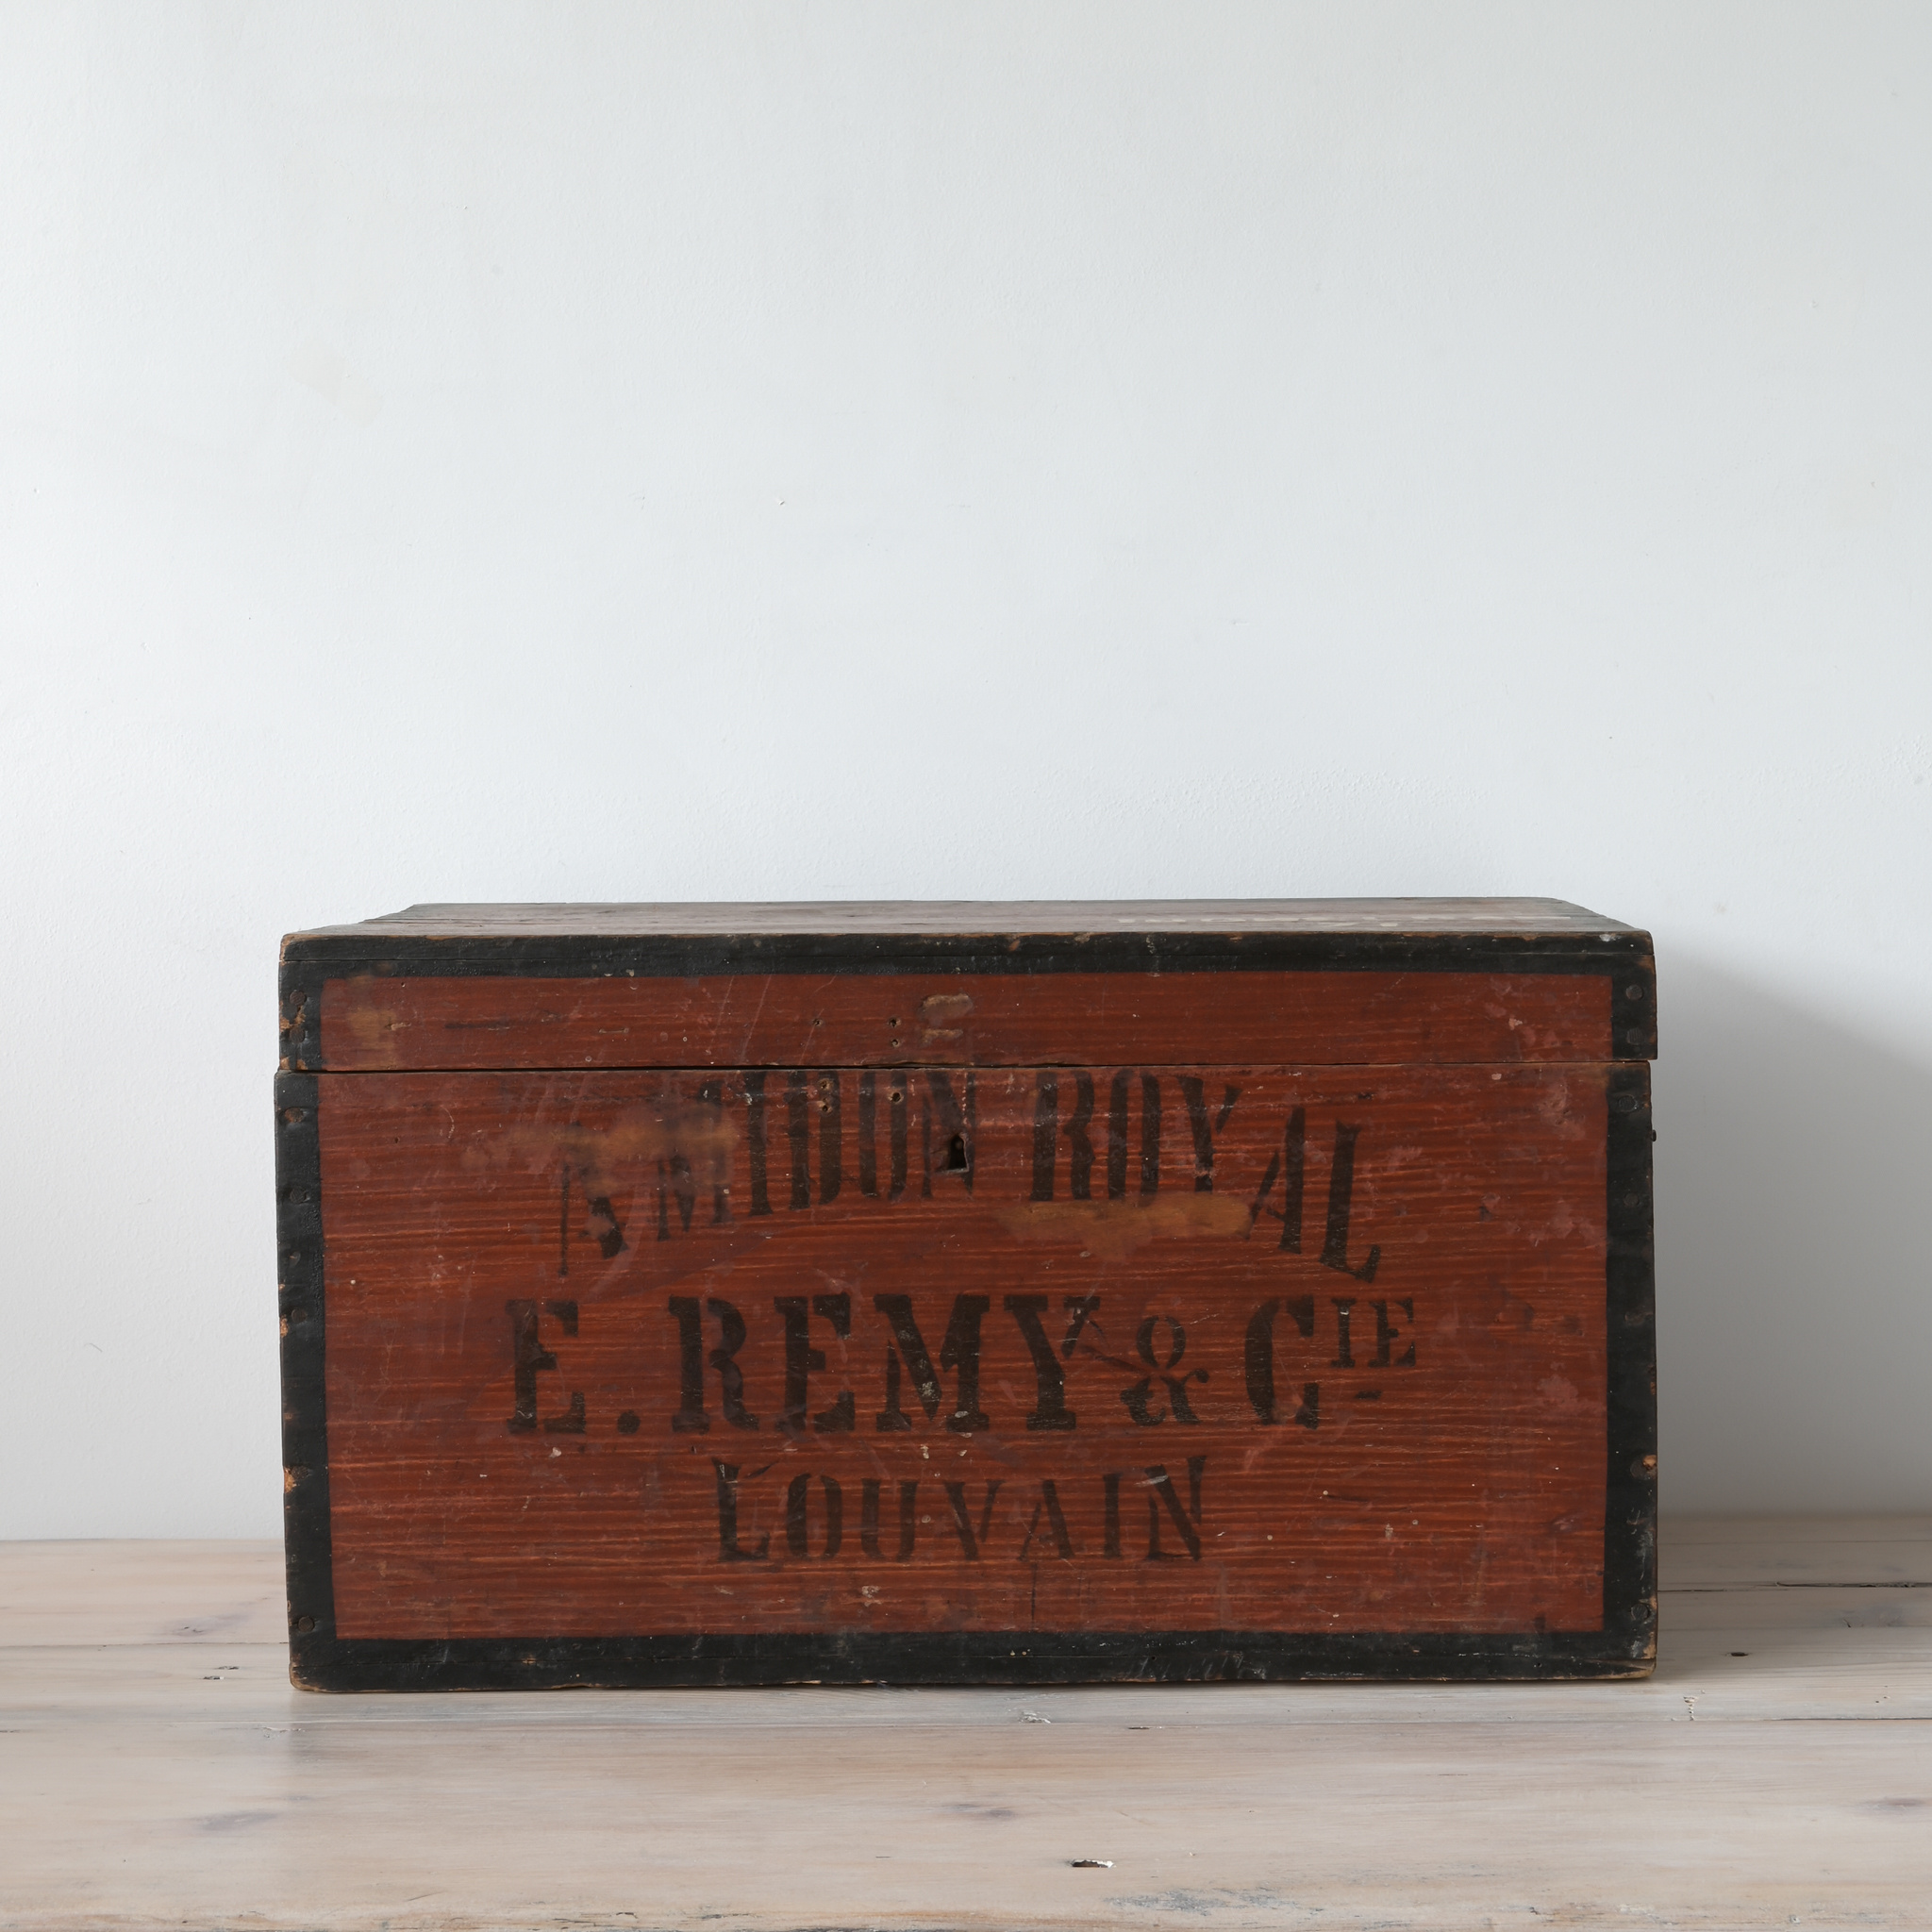 AMIDON ROYAL
E. REMY & CIE
LOUVAIN